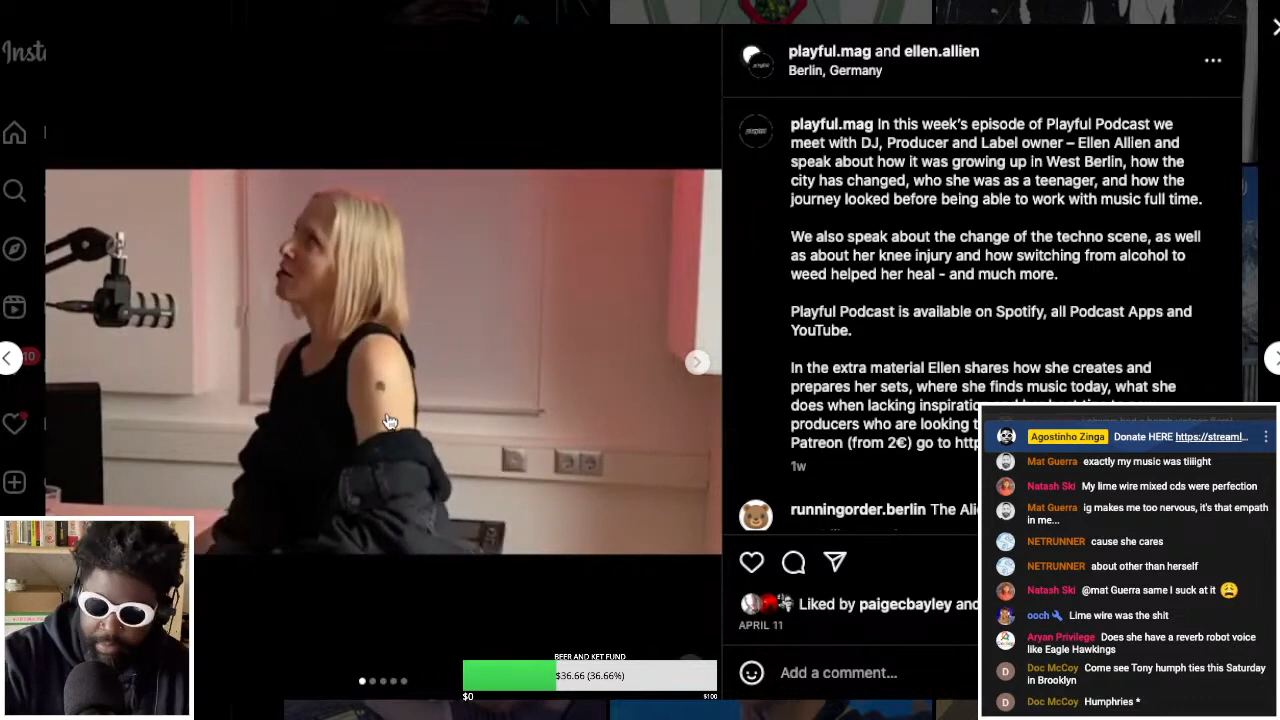 Insta
playful.mag and ellen.allien
Berlin, Germany
playful.mag In this week's episode of Playful Podcast we
meet with DJ, Producer and Label owner – Ellen Allien and
speak about how it was growing up in West Berlin, how the
city has changed, who she was as a teenager, and how the
journey looked before being able to work with music full time.
We also speak about the change of the techno scene, as well
as about her knee injury and how switching from alcohol to
weed helped her heal - and much more.
Playful Podcast is available on Spotify, all Podcast Apps and
YouTube.
In the extra material Ellen shares how she creates and
prepares her sets, where she finds music today, what she
does when lacking inspiratio
producers who are looking t
Patreon (from 2€) go to http
1w
runningorder.berlin The Alie
Liked by paigecbayley and
APRIL 11
Add a comment...
10
BEER AND KET FUND
$36.66 (36.66%)
$0
$100
Agostinho Zinga Donate HERE https://streaml...
Mat Guerra exactly my music was tiiiight
Natash Ski My lime wire mixed cds were perfection
Mat Guerra ig makes me too nervous, it's that empath
in me...
NETRUNNER cause she cares
NETRUNNER about other than herself
Natash Ski @mat Guerra same I suck at it
ooch Lime wire was the shit
Aryan Privilege Does she have a reverb robot voice
like Eagle Hawkings
Doc McCoy Come see Tony humph ties this Saturday
in Brooklyn
Doc McCoy Humphries *